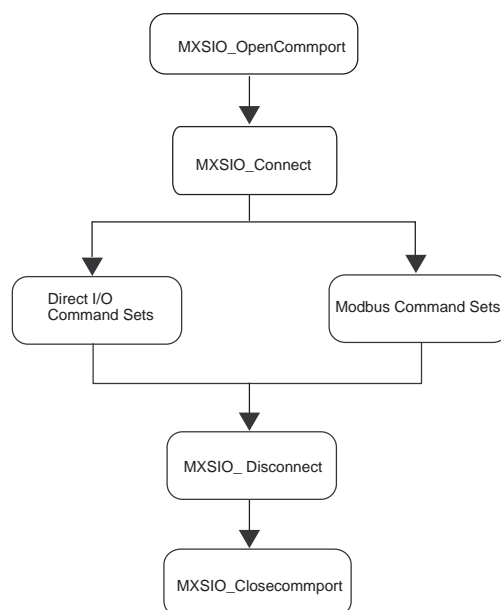 MXSIO_OpenCommport
MXSIO_Connect
Direct I/O
Command Sets
Modbus Command Sets
MXSIO_ Disconnect
MXSIO_Closecommport